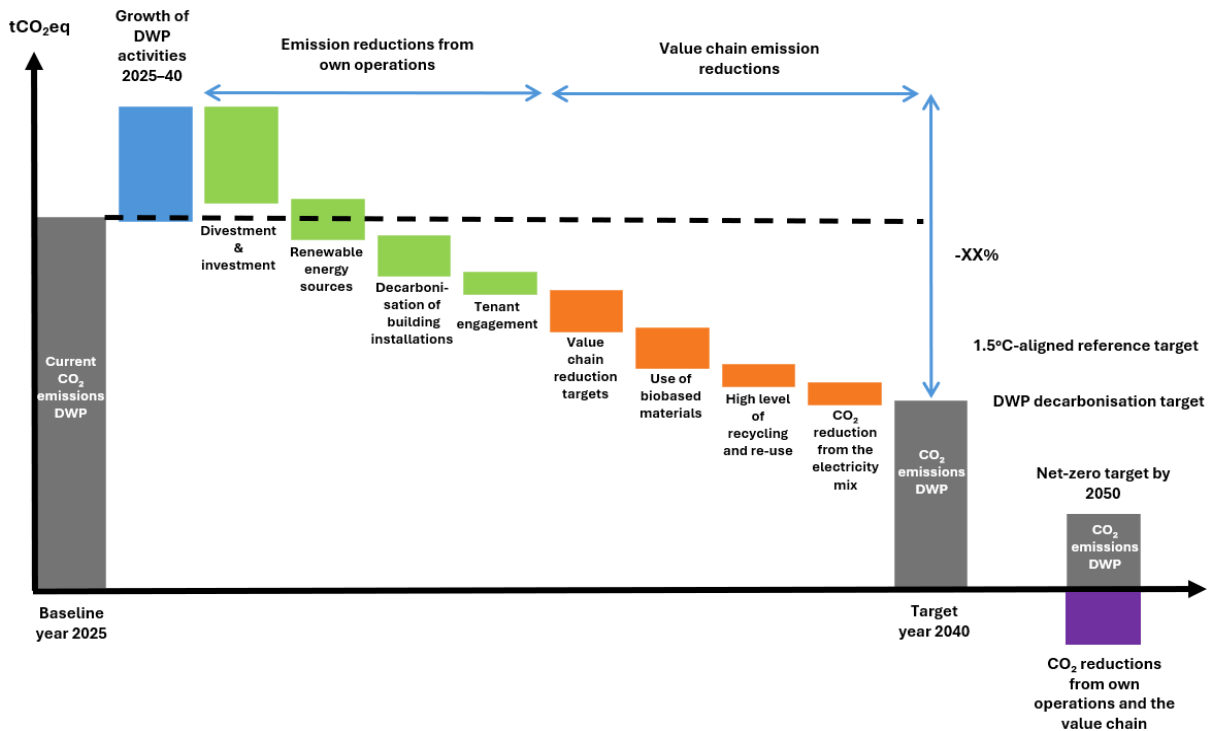 tCO₂eq
Growth of
DWP
activities
2025–40
Emission reductions from
own operations
Value chain emission
reductions
Divestment
&
investment
Renewable
energy
sources
Decarboni-
sation of
building
installations
Tenant
engagement
Value
chain
reduction
targets
Use of
biobased
materials
High level
of
recycling
and re-use
CO₂
reduction
from the
electricity
mix
-XX%
1.5°C-aligned reference target
DWP decarbonisation target
Current
CO₂
emissions
DWP
CO₂
emissions
DWP
Net-zero target by
2050
CO₂
emissions
DWP
Baseline
year 2025
Target
year 2040
CO₂ reductions
from own
operations and the
value chain